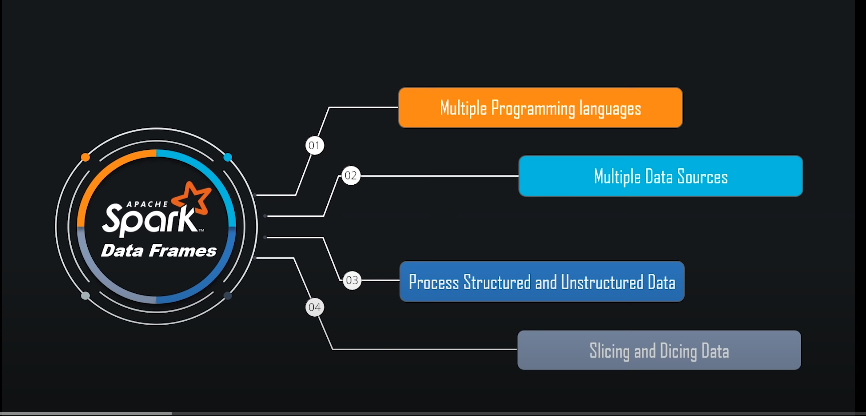 APACHE
Spark™
Data Frames
01
Multiple Programming languages
02
Multiple Data Sources
03
Process Structured and Unstructured Data
04
Slicing and Dicing Data